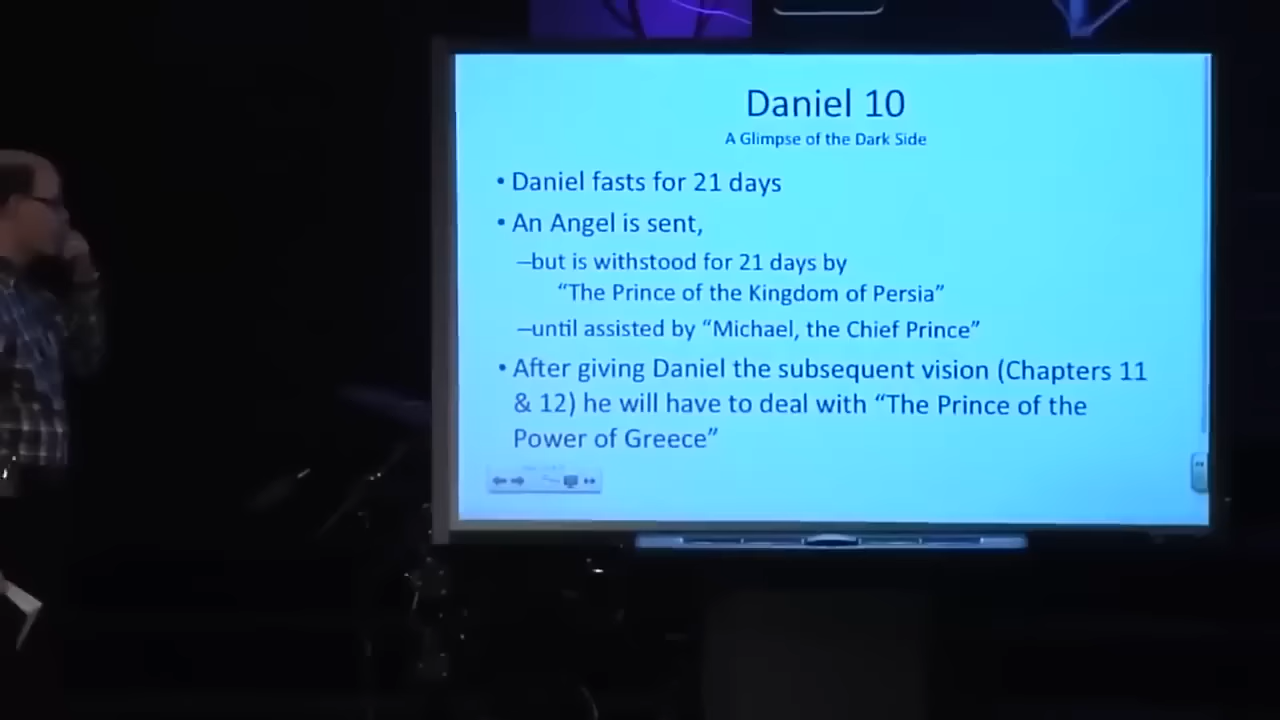 Daniel 10
A Glimpse of the Dark Side
• Daniel fasts for 21 days
• An Angel is sent,
–but is withstood for 21 days by
“The Prince of the Kingdom of Persia”
–until assisted by “Michael, the Chief Prince”
• After giving Daniel the subsequent vision (Chapters 11
& 12) he will have to deal with “The Prince of the
Power of Greece”